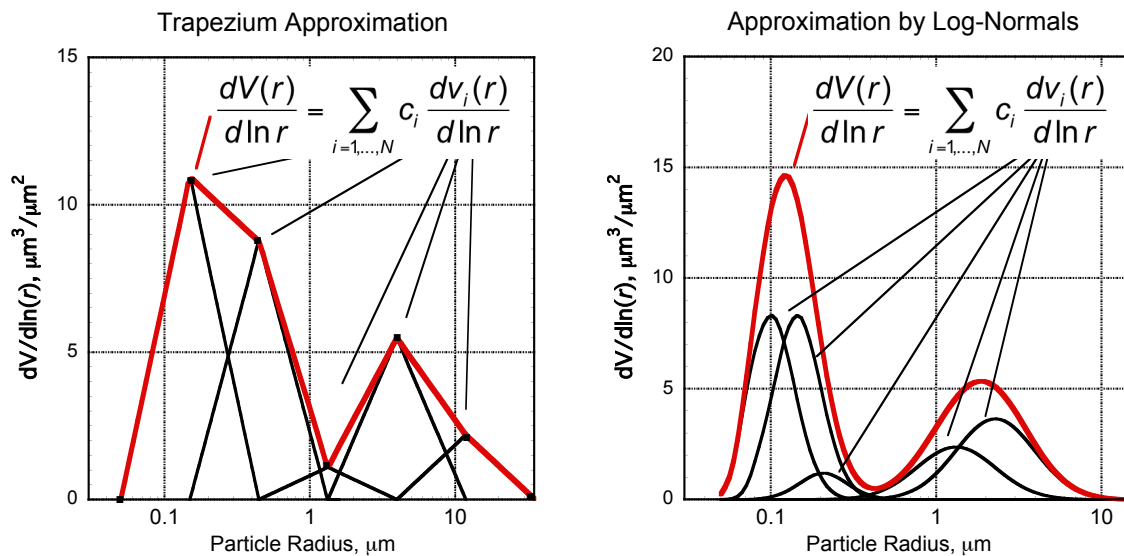 Trapezium Approximation
15
10
5
0
dV/dln(r), μm³/μm²
dV(r)/d ln r = ∑ i=1,...,N c_i dv_i(r)/d ln r
0.1 1 10
Particle Radius, μm
Approximation by Log-Normals
20
15
10
5
0
dV/dln(r), μm³/μm²
dV(r)/d ln r = ∑ i=1,...,N c_i dv_i(r)/d ln r
0.1 1 10
Particle Radius, μm